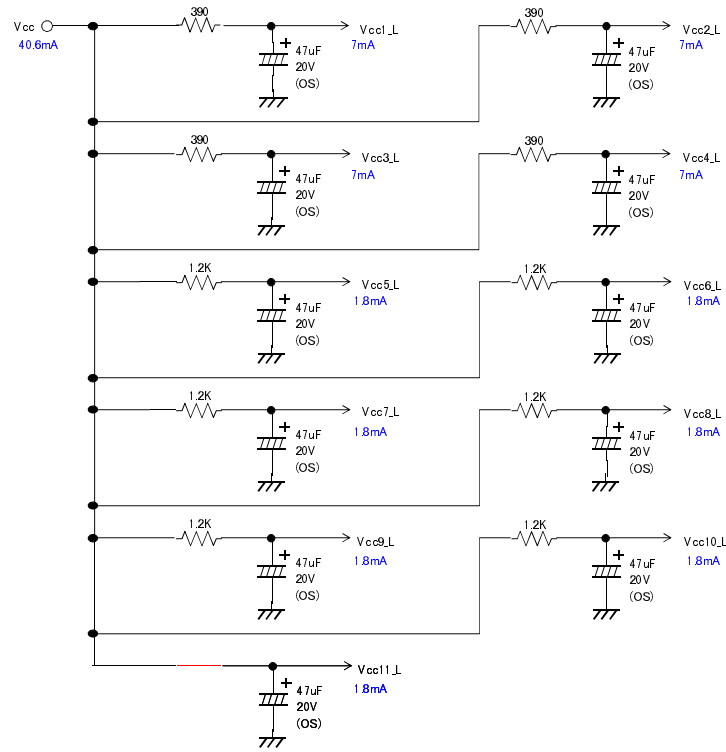 Vcc
40.6mA
390
47uF
20V
(OS)
Vcc1_L
7mA
390
47uF
20V
(OS)
Vcc2_L
7mA
390
47uF
20V
(OS)
Vcc3_L
7mA
390
47uF
20V
(OS)
Vcc4_L
7mA
1.2K
47uF
20V
(OS)
Vcc5_L
1.8mA
1.2K
47uF
20V
(OS)
Vcc6_L
1.8mA
1.2K
47uF
20V
(OS)
Vcc7_L
1.8mA
1.2K
47uF
20V
(OS)
Vcc8_L
1.8mA
1.2K
47uF
20V
(OS)
Vcc9_L
1.8mA
1.2K
47uF
20V
(OS)
Vcc10_L
1.8mA
47uF
20V
(OS)
Vcc11_L
1.8mA